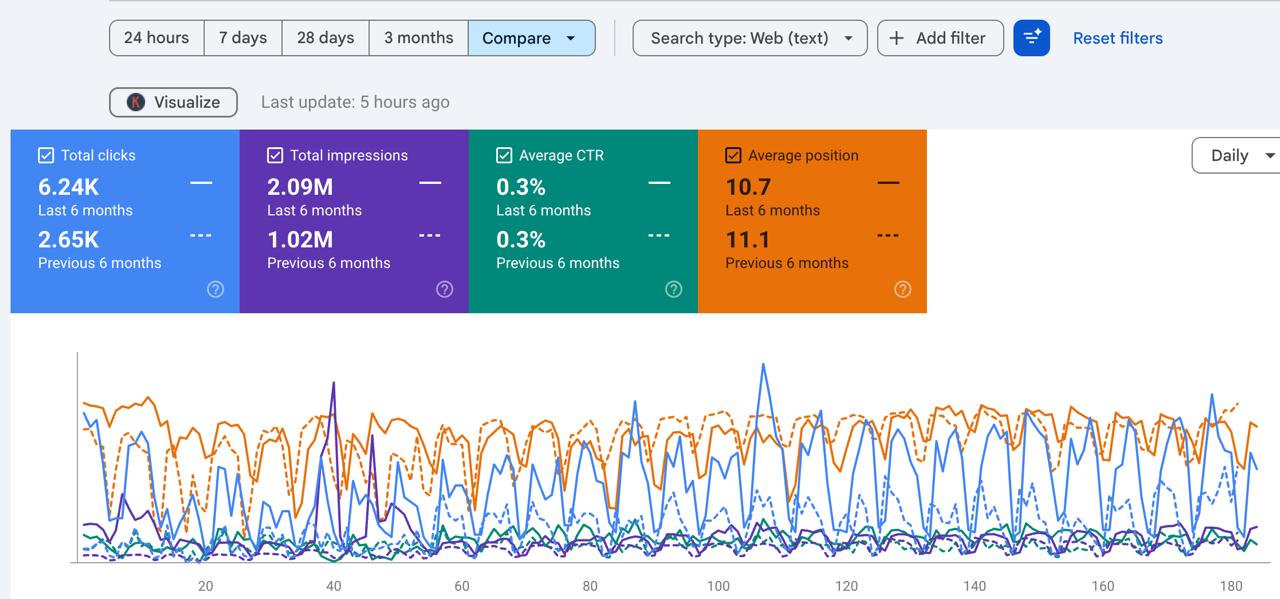 24 hours 7 days 28 days 3 months Compare Search type: Web (text) Add filter Reset filters
K Visualize Last update: 5 hours ago
Total clicks Total impressions Average CTR Average position Daily
6.24K 2.09M 0.3% 10.7
Last 6 months Last 6 months Last 6 months Last 6 months
2.65K 1.02M 0.3% 11.1
Previous 6 months Previous 6 months Previous 6 months Previous 6 months
20 40 60 80 100 120 140 160 180